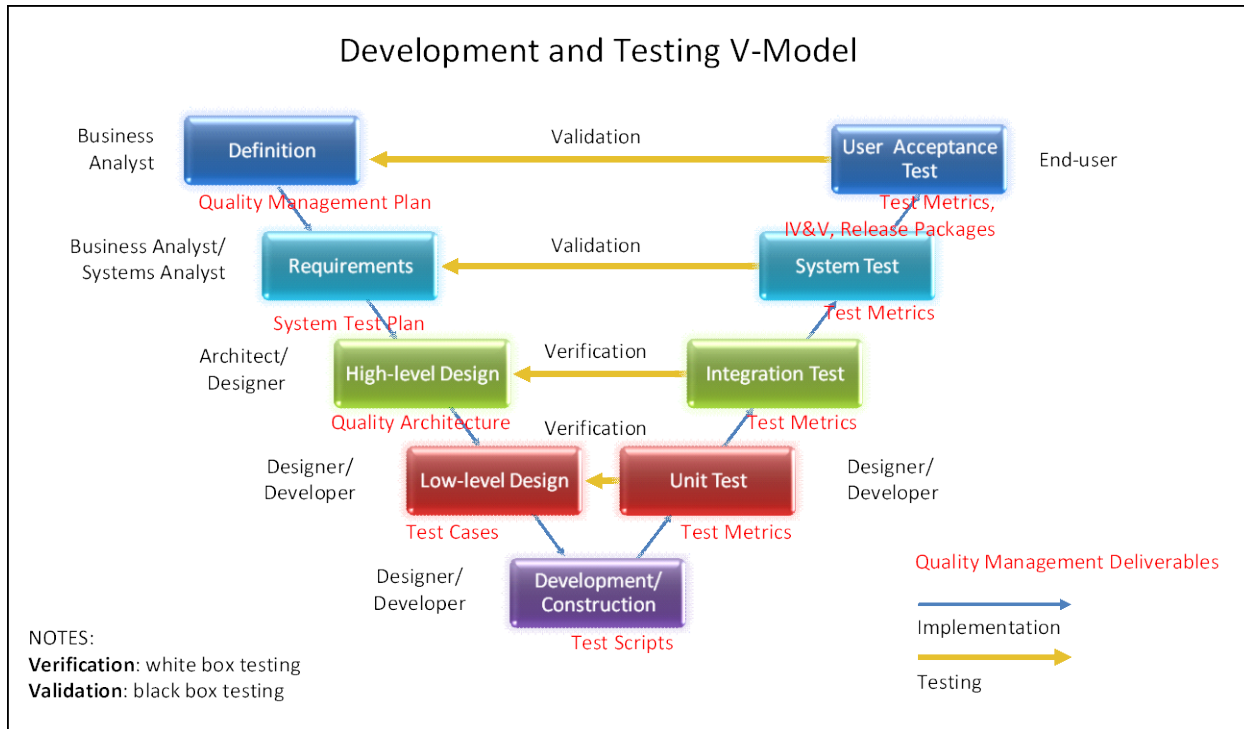 Development and Testing V-Model
Business
Analyst
Definition
Validation
User Acceptance
Test
End-user
Quality Management Plan
Test Metrics,
IV&V, Release Packages
Business Analyst/
Systems Analyst
Requirements
Validation
System Test
System Test Plan
Test Metrics
Architect/
Designer
High-level Design
Verification
Integration Test
Quality Architecture
Test Metrics
Verification
Designer/
Developer
Low-level Design
Unit Test
Designer/
Developer
Test Cases
Test Metrics
Designer/
Developer
Development/
Construction
Test Scripts
Quality Management Deliverables
Implementation
Testing
NOTES:
Verification: white box testing
Validation: black box testing